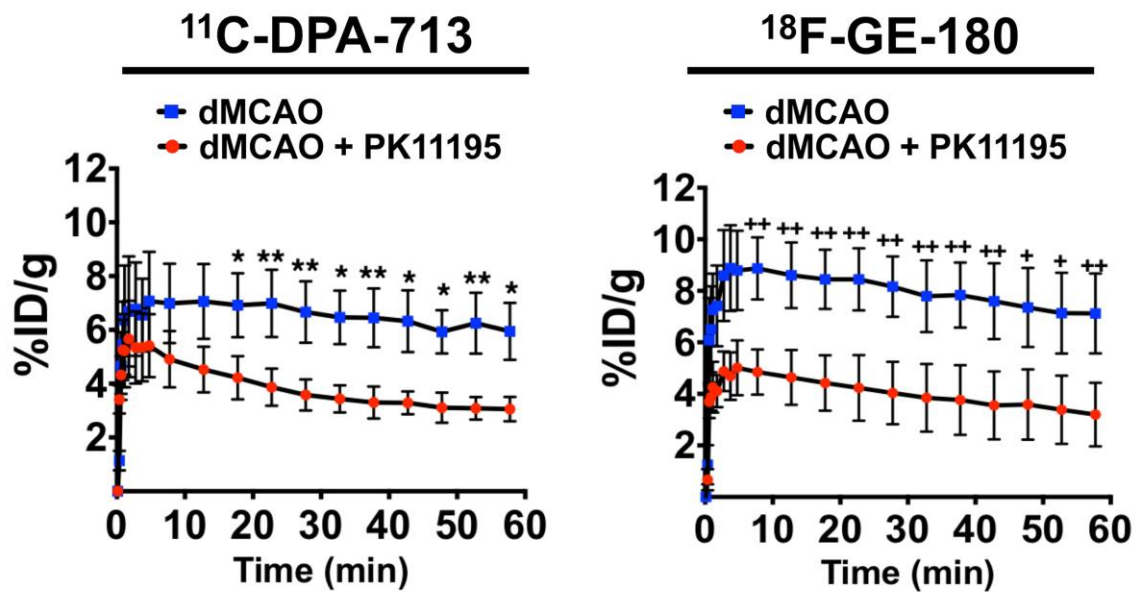 ¹¹C-DPA-713
dMCAO
dMCAO + PK11195
12
10
8
6
4
2
%ID/g
* ** ** * ** * * ** *
0 10 20 30 40 50 60
Time (min)
¹⁸F-GE-180
dMCAO
dMCAO + PK11195
12
10
8
6
4
2
%ID/g
++ ++ ++ ++ ++ ++ ++ ++ + + ++
0 10 20 30 40 50 60
Time (min)